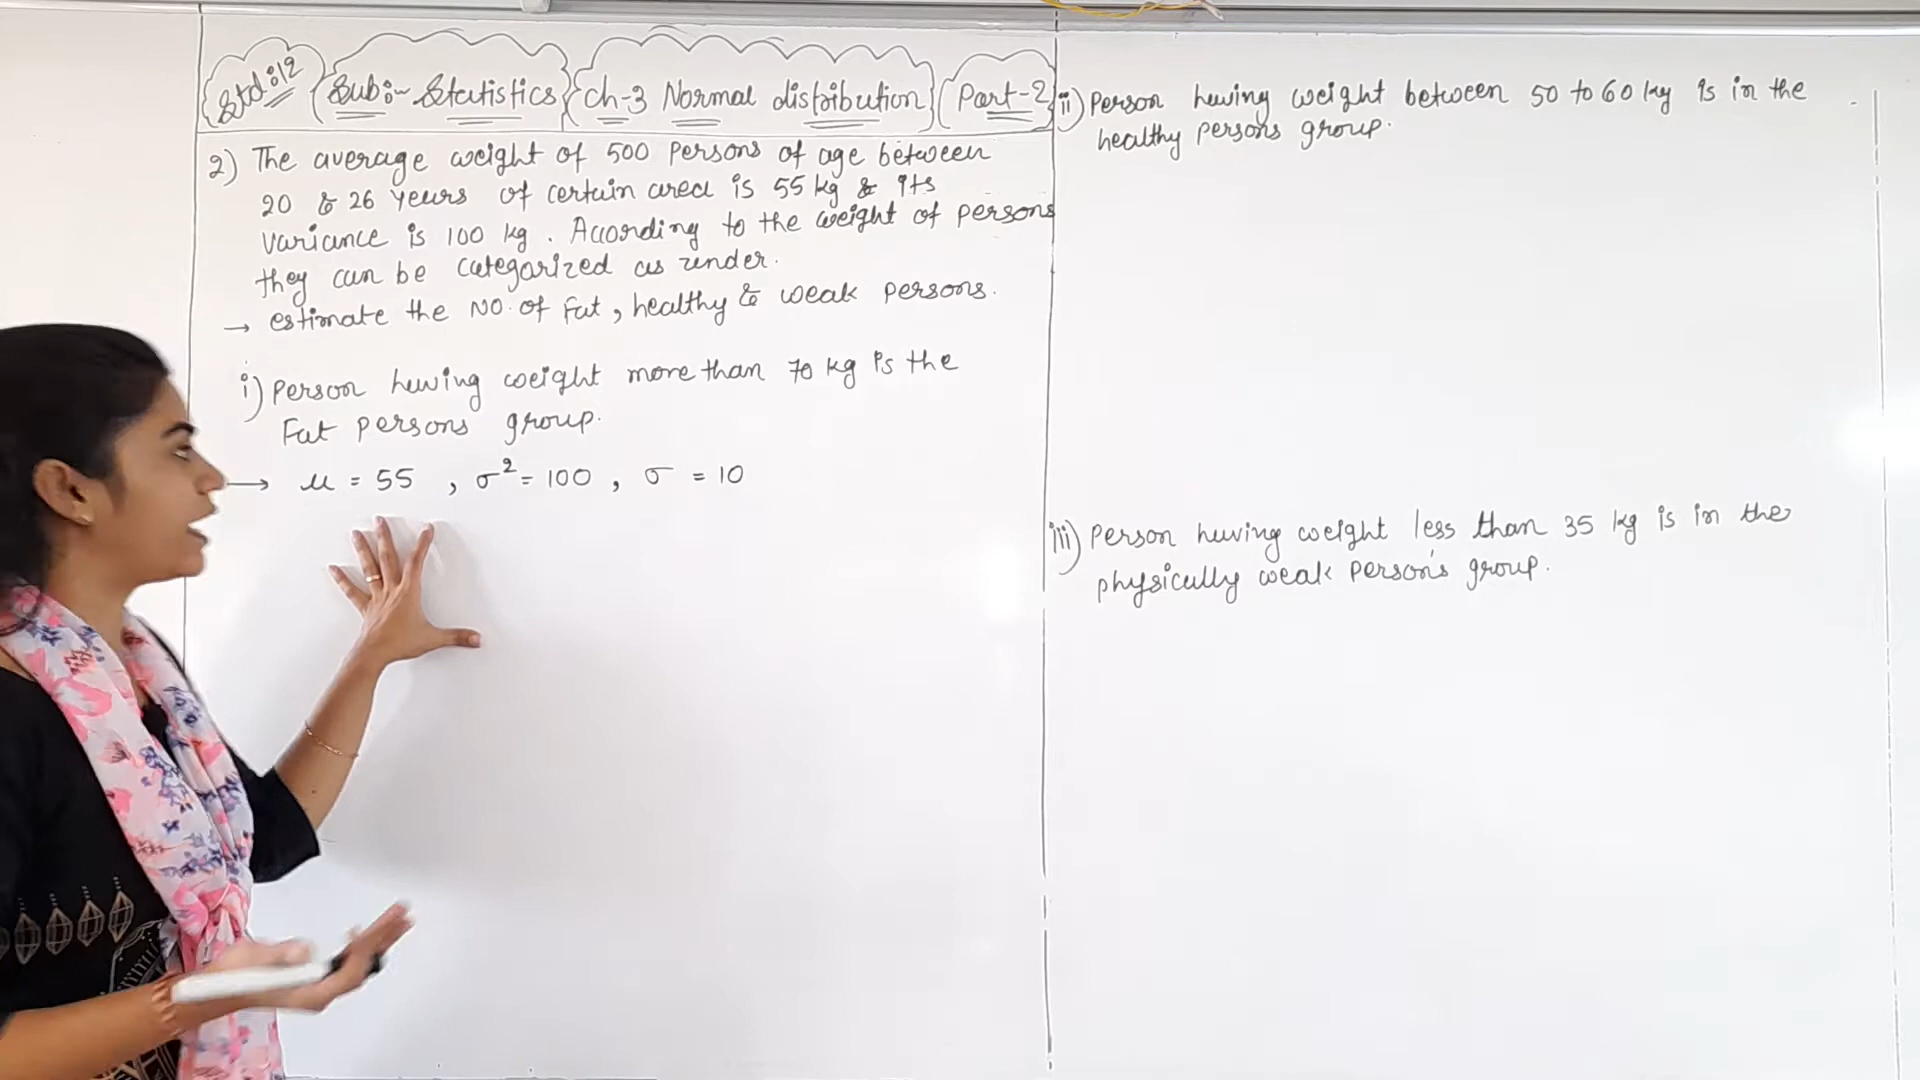 Std:12
Sub:- Statistics
Ch-3 Normal distribution
Part-2
2) The average weight of 500 persons of age between
20 & 26 years of certain area is 55 kg & its
variance is 100 kg. According to the weight of persons
they can be categorized as under.
→ estimate the NO. of Fat, healthy & weak persons.
i) Person having weight more than 70 kg is the
Fat persons group.
→ μ = 55 , σ² = 100 , σ = 10
ii) Person having weight between 50 to 60 kg is in the
healthy persons group.
iii) Person having weight less than 35 kg is in the
physically weak person's group.